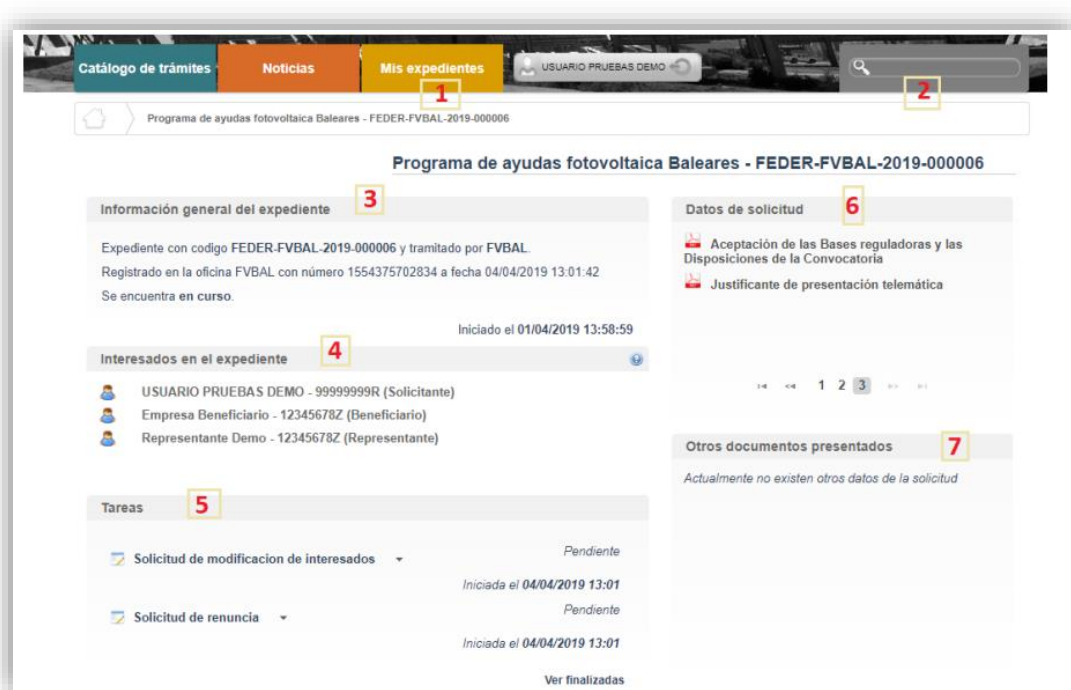 Catálogo de trámites
Noticias
Mis expedientes
USUARIO PRUEBAS DEMO
1
2
Programa de ayudas fotovoltaica Baleares - FEDER-FVBAL-2019-000006
Programa de ayudas fotovoltaica Baleares - FEDER-FVBAL-2019-000006
Información general del expediente
3
Expediente con codigo FEDER-FVBAL-2019-000006 y tramitado por FVBAL.
Registrado en la oficina FVBAL con número 1554375702834 a fecha 04/04/2019 13:01:42
Se encuentra en curso.
Iniciado el 01/04/2019 13:58:59
Interesados en el expediente
4
USUARIO PRUEBAS DEMO - 99999999R (Solicitante)
Empresa Beneficiario - 12345678Z (Beneficiario)
Representante Demo - 12345678Z (Representante)
Tareas
5
Solicitud de modificacion de interesados
Pendiente
Iniciada el 04/04/2019 13:01
Solicitud de renuncia
Pendiente
Iniciada el 04/04/2019 13:01
Ver finalizadas
Datos de solicitud
6
Aceptación de las Bases reguladoras y las
Disposiciones de la Convocatoria
Justificante de presentación telemática
1 2 3
Otros documentos presentados
7
Actualmente no existen otros datos de la solicitud